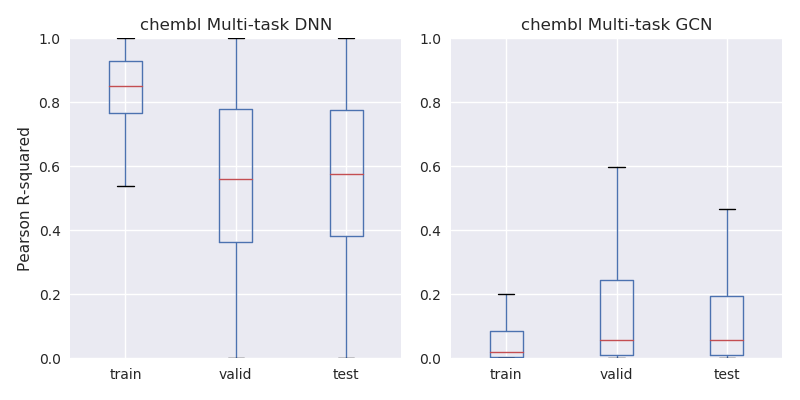 chembl Multi-task DNN
chembl Multi-task GCN
Pearson R-squared
1.0
0.8
0.6
0.4
0.2
0.0
train
valid
test
1.0
0.8
0.6
0.4
0.2
0.0
train
valid
test